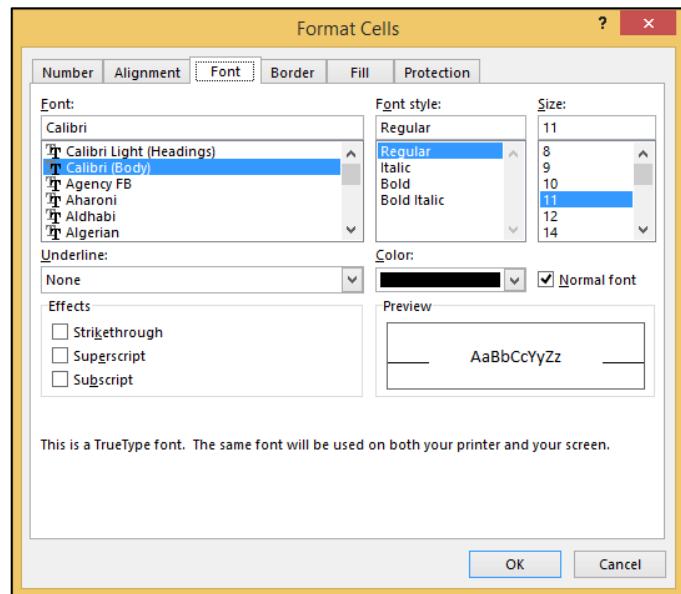 Format Cells
?
×
Number Alignment Font Border Fill Protection
Font: Font style: Size:
Calibri Regular 11
Calibri Light (Headings) Regular 8
Calibri (Body) Italic 9
Agency FB Bold 10
Aharoni Bold Italic 11
Aldhabi 12
Algerian 14
Underline: Color:
None Normal font
Effects Preview
Strikethrough
Superscript AaBbCcYyZz
Subscript
This is a TrueType font. The same font will be used on both your printer and your screen.
OK Cancel